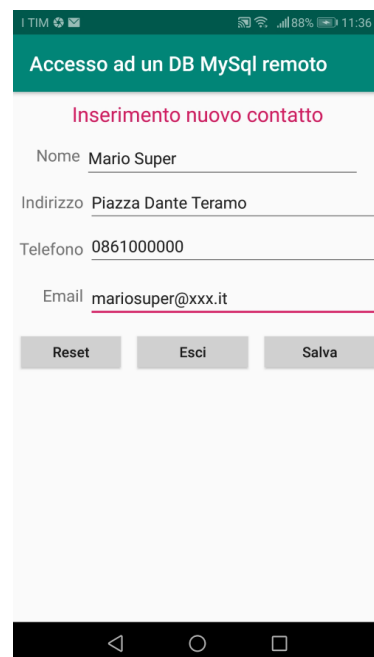 I TIM 88% 11:36
Accesso ad un DB MySql remoto
Inserimento nuovo contatto
Nome Mario Super
Indirizzo Piazza Dante Teramo
Telefono 0861000000
Email mariosuper@xxx.it
Reset Esci Salva